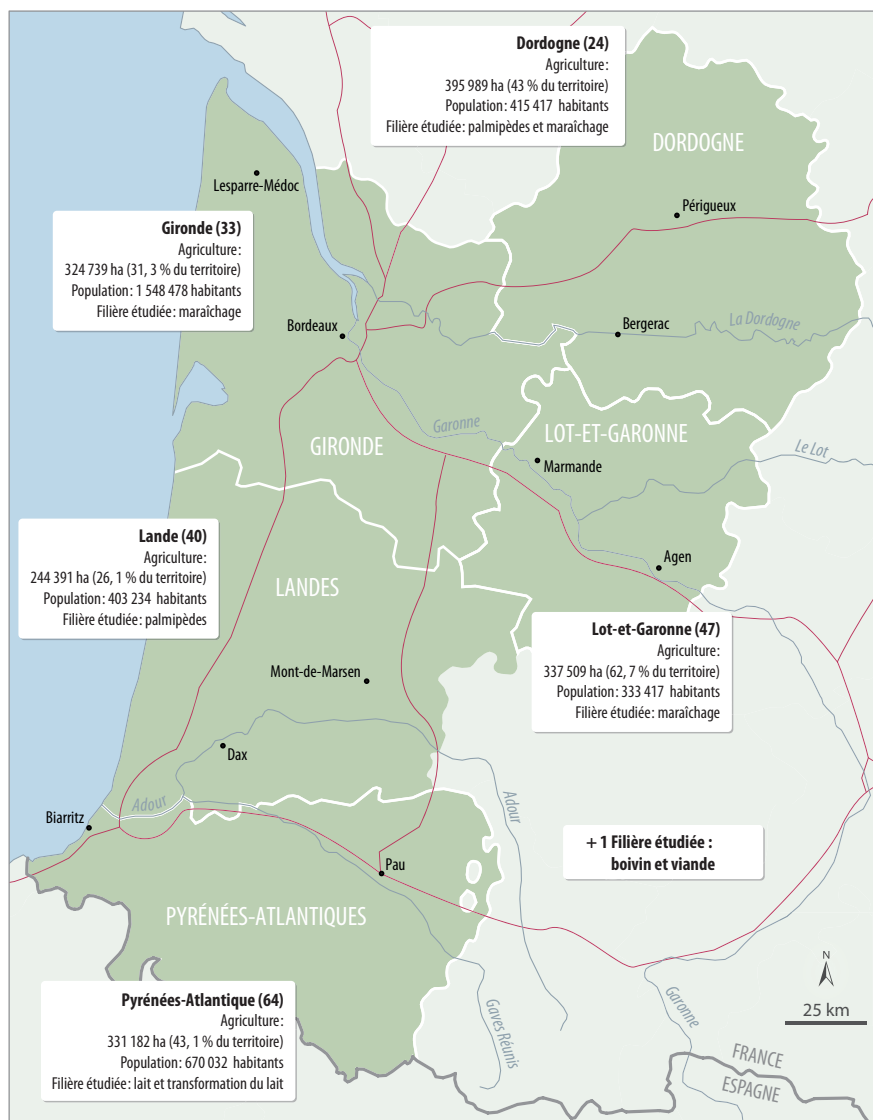 Dordogne (24)
Agriculture:
395 989 ha (43 % du territoire)
Population: 415 417 habitants
Filière étudiée: palmipèdes et maraîchage
DORDOGNE
Lesparre-Médoc
Périgueux
Gironde (33)
Agriculture:
324 739 ha (31, 3 % du territoire)
Population: 1 548 478 habitants
Filière étudiée: maraîchage
Bordeaux
Bergerac
La Dordogne
Garonne
GIRONDE
LOT-ET-GARONNE
Le Lot
Marmande
Lande (40)
Agriculture:
244 391 ha (26, 1 % du territoire)
Population: 403 234 habitants
Filière étudiée: palmipèdes
LANDES
Agen
Lot-et-Garonne (47)
Agriculture:
337 509 ha (62, 7 % du territoire)
Population: 333 417 habitants
Filière étudiée: maraîchage
Mont-de-Marsen
Dax
Adour
Adour
Biarritz
+ 1 Filière étudiée :
boivin et viande
Pau
PYRÉNÉES-ATLANTIQUES
N
25 km
Pyrénées-Atlantique (64)
Agriculture:
331 182 ha (43, 1 % du territoire)
Population: 670 032 habitants
Filière étudiée: lait et transformation du lait
Gaves Réunis
Garonne
FRANCE
ESPAGNE